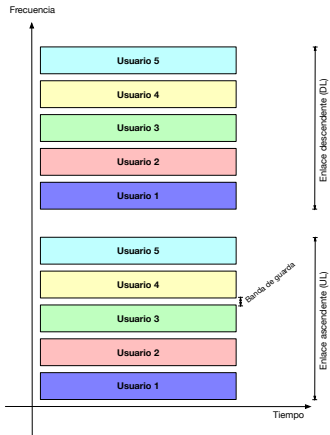 Frecuencia
Usuario 5
Usuario 4
Usuario 3
Usuario 2
Usuario 1
Enlace descendente (DL)
Usuario 5
Usuario 4
Usuario 3
Usuario 2
Usuario 1
Banda de guarda
Enlace ascendente (UL)
Tiempo